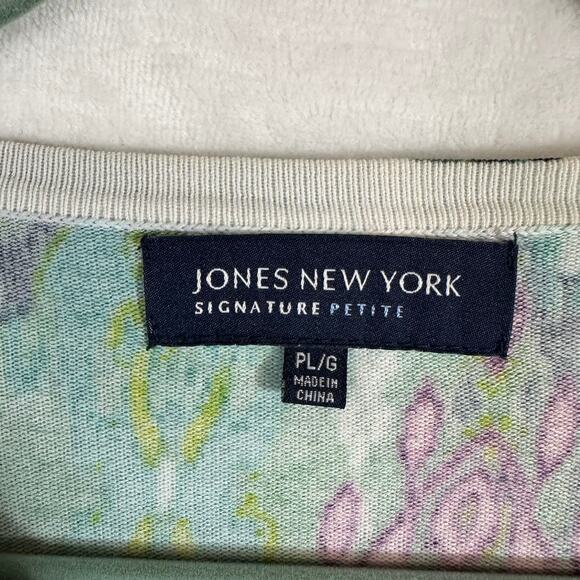 JONES NEW YORK
SIGNATURE PETITE
PL/G
MADE IN
CHINA